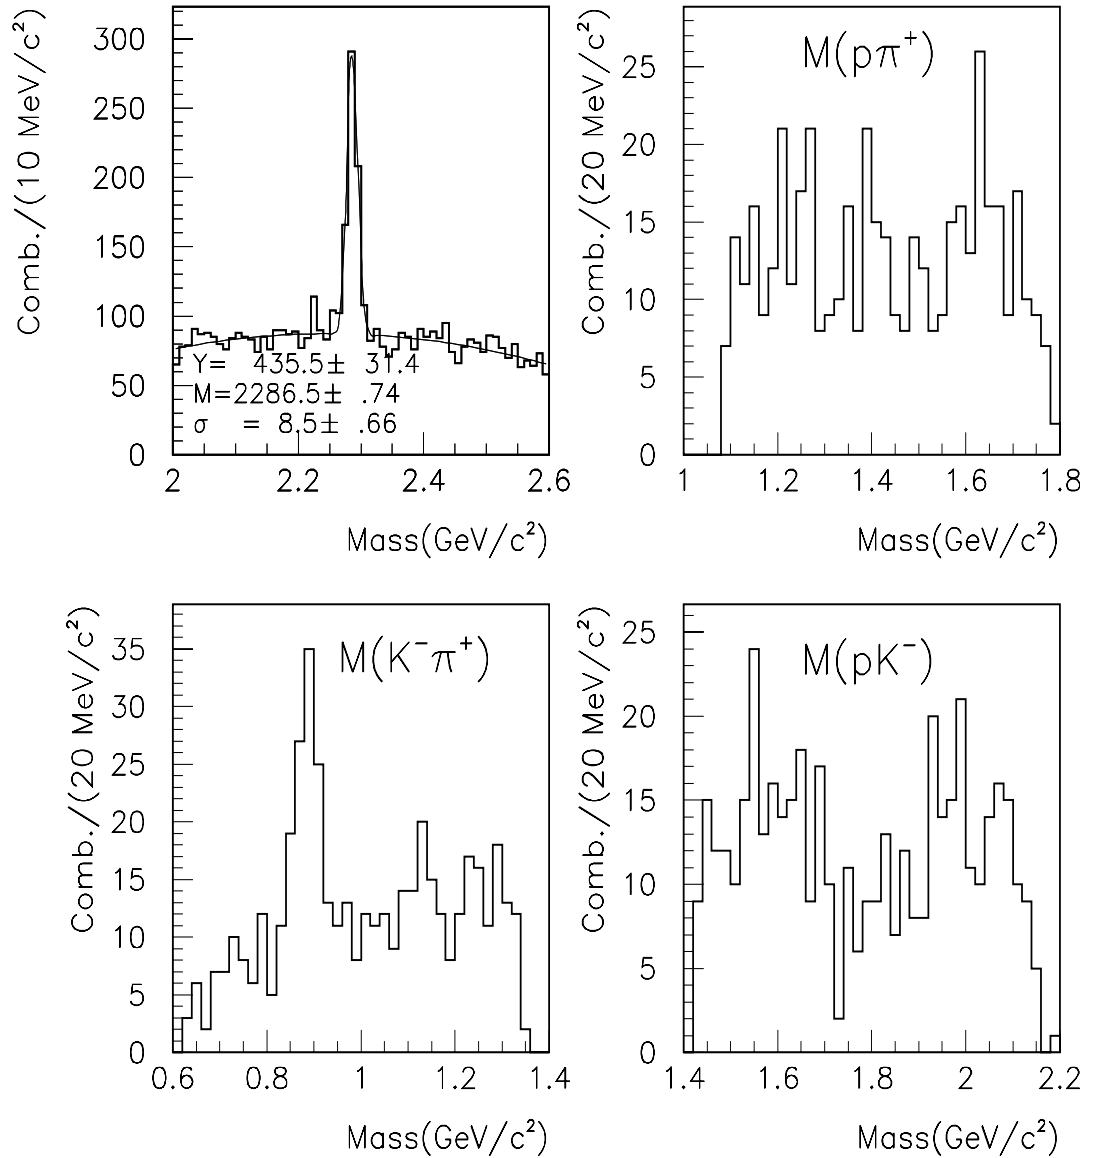 Comb./(10 MeV/c²)
300
250
200
150
100
50
0
Y= 435.5± 31.4
M=2286.5± .74
σ = 8.5± .66
2 2.2 2.4 2.6
Mass(GeV/c²)
Comb./(20 MeV/c²)
M(pπ⁺)
25
20
15
10
5
0
1 1.2 1.4 1.6 1.8
Mass(GeV/c²)
Comb./(20 MeV/c²)
M(K⁻π⁺)
35
30
25
20
15
10
5
0
0.6 0.8 1 1.2 1.4
Mass(GeV/c²)
Comb./(20 MeV/c²)
M(pK⁻)
25
20
15
10
5
0
1.4 1.6 1.8 2 2.2
Mass(GeV/c²)